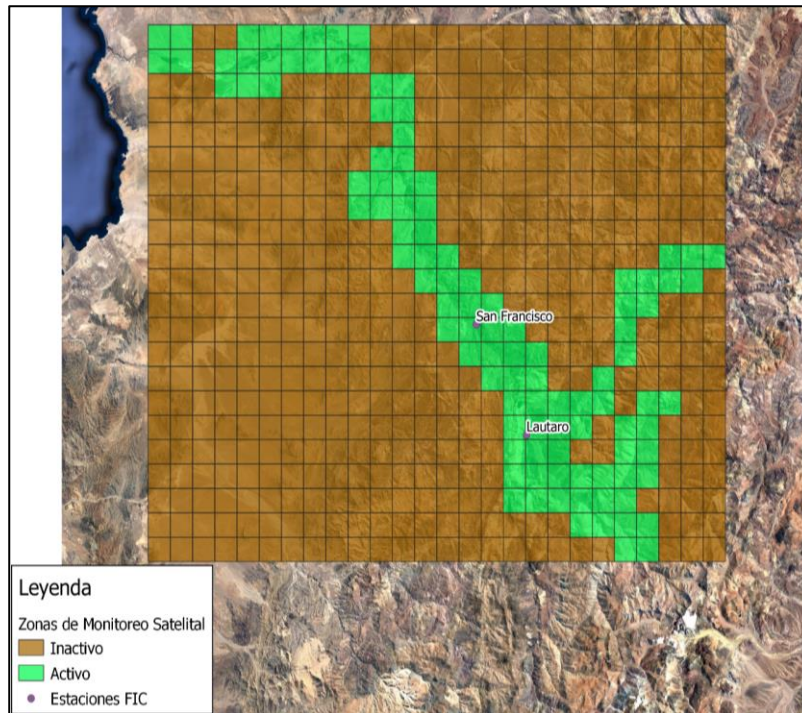 San Francisco
Lautaro
Leyenda
Zonas de Monitoreo Satelital
Inactivo
Activo
Estaciones FIC